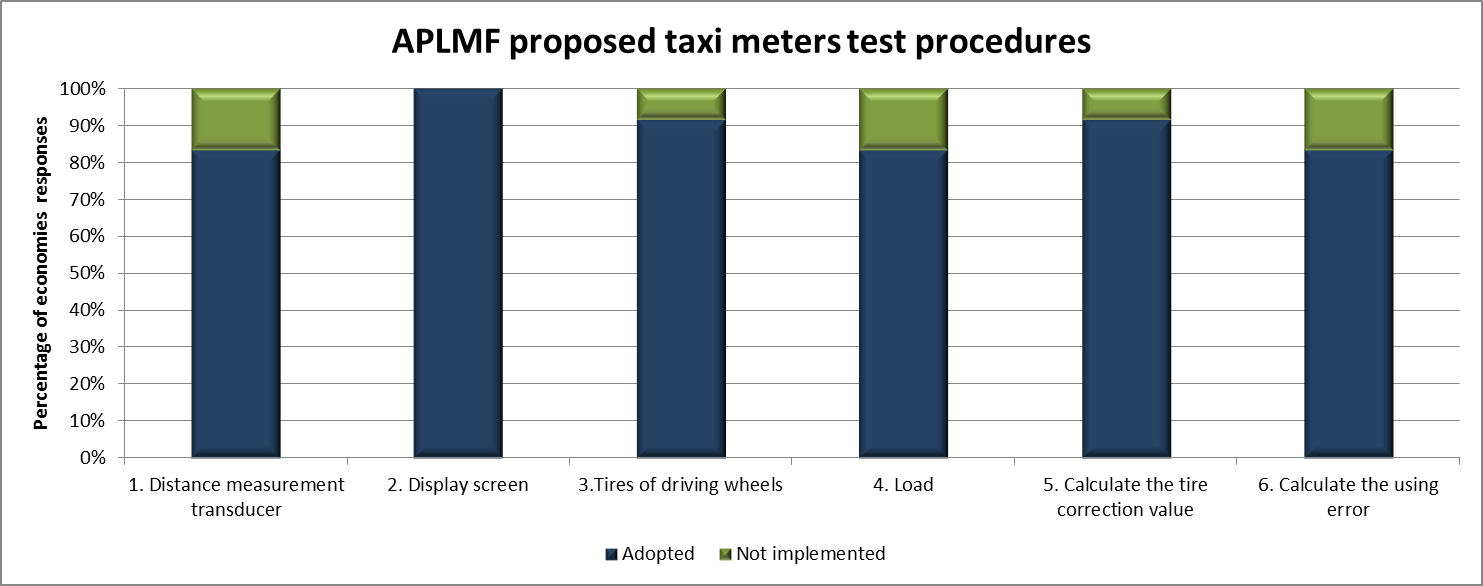 APLMF proposed taxi meters test procedures
Percentage of economies responses
100%
90%
80%
70%
60%
50%
40%
30%
20%
10%
0%
1. Distance measurement
transducer
2. Display screen
3.Tires of driving wheels
4. Load
5. Calculate the tire
correction value
6. Calculate the using
error
Adopted
Not implemented